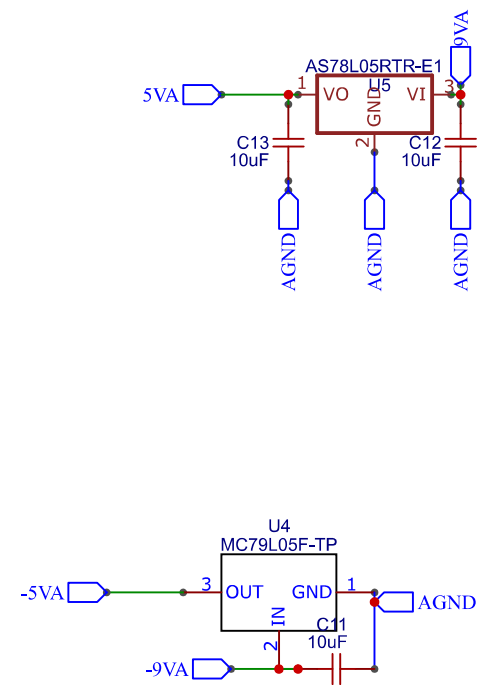 9VA
AS78L05RTR-E1
U5
5VA
1
VO
GND
VI
3
2
C13
10uF
C12
10uF
AGND
AGND
AGND
U4
MC79L05F-TP
-5VA
3
OUT
GND
1
AGND
IN
2
C11
10uF
-9VA